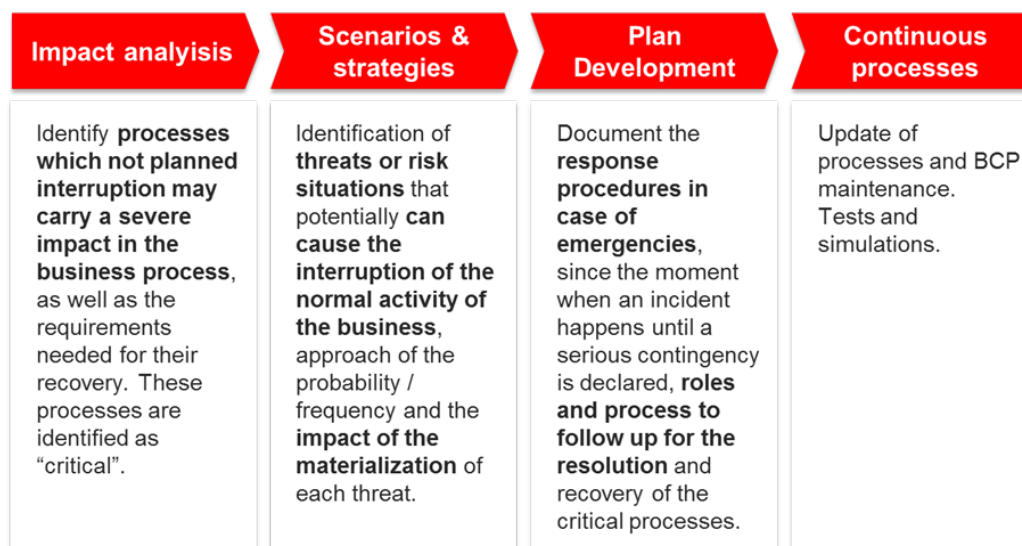 Impact analyisis
Identify processes
which not planned
interruption may
carry a severe
impact in the
business process,
as well as the
requirements
needed for their
recovery. These
processes are
identified as
“critical”.
Scenarios &
strategies
Identification of
threats or risk
situations that
potentially can
cause the
interruption of the
normal activity of
the business,
approach of the
probability /
frequency and the
impact of the
materialization of
each threat.
Plan
Development
Document the
response
procedures in
case of
emergencies,
since the moment
when an incident
happens until a
serious contingency
is declared, roles
and process to
follow up for the
resolution and
recovery of the
critical processes.
Continuous
processes
Update of
processes and BCP
maintenance.
Tests and
simulations.